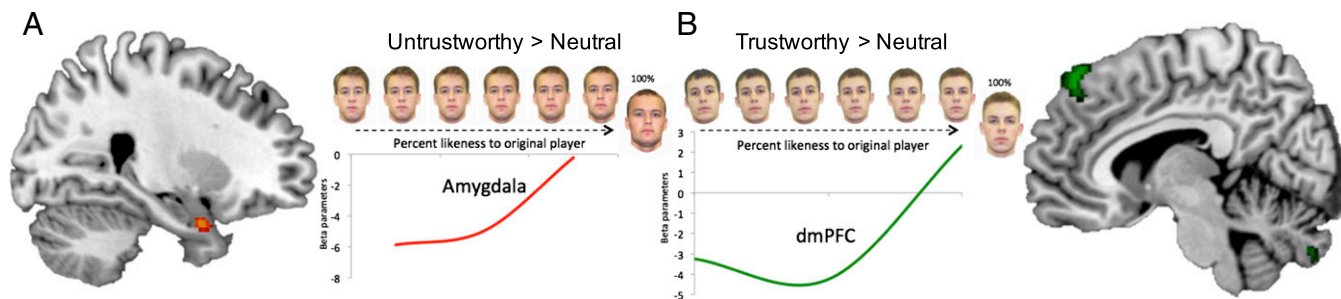 A
Untrustworthy > Neutral
100%
Percent likeness to original player
0
-2
-4
-6
-8
Beta parameters
Amygdala
B
Trustworthy > Neutral
100%
Percent likeness to original player
3
2
1
0
-1
-2
-3
-4
-5
Beta parameters
dmPFC